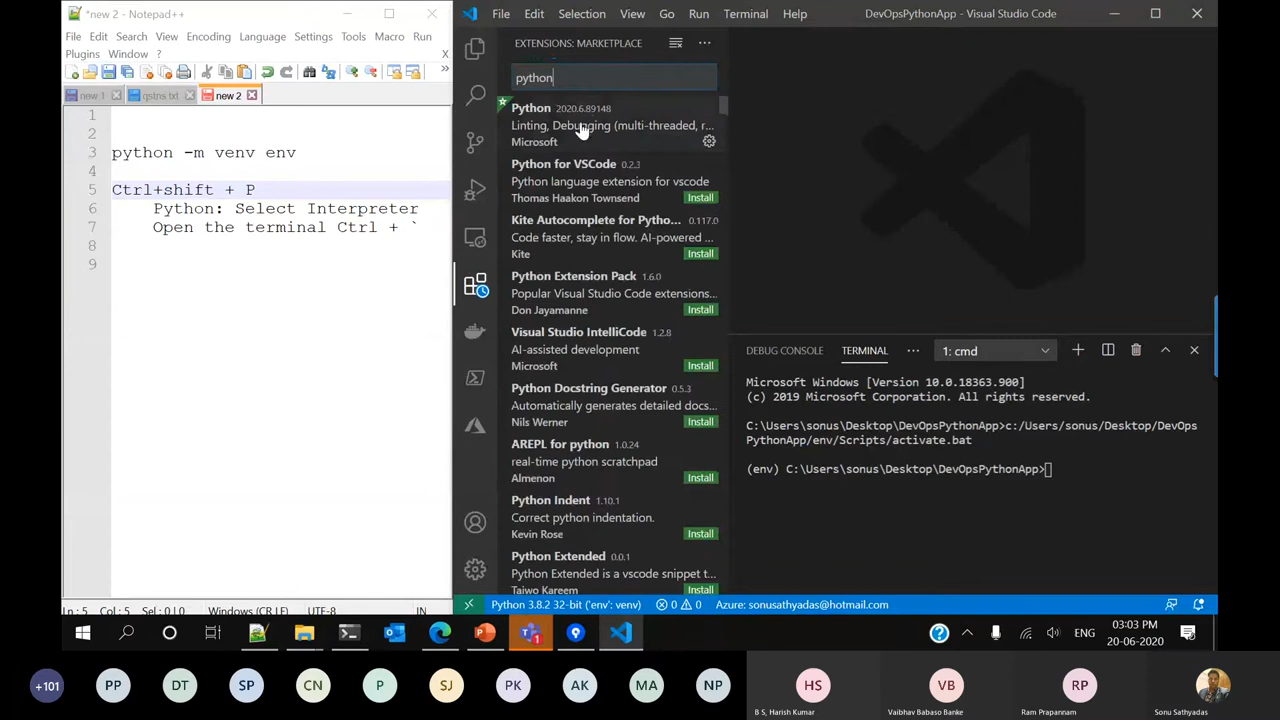 *new 2 - Notepad++
File Edit Search View Encoding Language Settings Tools Macro Run
Plugins Window ? X
new 1 qstns txt new 2
1
2
3 python -m venv env
4
5 Ctrl+shift + P
6 Python: Select Interpreter
7 Open the terminal Ctrl + `
8
9
Ln: 5 Col: 5 Sel: 0 | 0 Windows (CR LF) UTF-8 IN
File Edit Selection View Go Run Terminal Help DevOpsPythonApp - Visual Studio Code
EXTENSIONS: MARKETPLACE
python
Python 2020.6.89148
Linting, Debugging (multi-threaded, r...
Microsoft
Python for VSCode 0.2.3
Python language extension for vscode
Thomas Haakon Townsend Install
Kite Autocomplete for Pytho... 0.117.0
Code faster, stay in flow. AI-powered ...
Kite Install
Python Extension Pack 1.6.0
Popular Visual Studio Code extensions...
Don Jayamanne Install
Visual Studio IntelliCode 1.2.8
AI-assisted development
Microsoft Install
Python Docstring Generator 0.5.3
Automatically generates detailed docs...
Nils Werner Install
AREPL for python 1.0.24
real-time python scratchpad
Almenon Install
Python Indent 1.10.1
Correct python indentation.
Kevin Rose Install
Python Extended 0.0.1
Python Extended is a vscode snippet t...
Taiwo Kareem Install
DEBUG CONSOLE TERMINAL ... 1: cmd
Microsoft Windows [Version 10.0.18363.900]
(c) 2019 Microsoft Corporation. All rights reserved.
C:\Users\sonus\Desktop\DevOpsPythonApp>c:/Users/sonus/Desktop/DevOps
PythonApp/env/Scripts/activate.bat
(env) C:\Users\sonus\Desktop\DevOpsPythonApp>
Python 3.8.2 32-bit ('env': venv) 0 0 Azure: sonusathyadas@hotmail.com
1 ENG 03:03 PM
20-06-2020
+101 PP DT SP CN P SJ PK AK MA NP HS VB RP
B S, Harish Kumar Vaibhav Babaso Banke Ram Prapannam Sonu Sathyadas